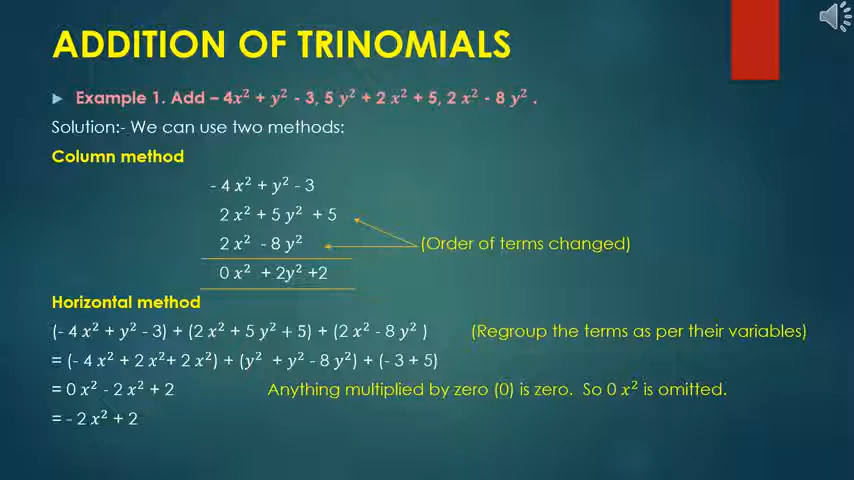 ADDITION OF TRINOMIALS
Example 1. Add – 4𝑥² + 𝑦² - 3, 5 𝑦² + 2 𝑥² + 5, 2 𝑥² - 8 𝑦² .
Solution:- We can use two methods:
Column method
- 4 𝑥² + 𝑦² - 3
2 𝑥² + 5 𝑦² + 5
2 𝑥² - 8 𝑦² (Order of terms changed)
0 𝑥² + 2𝑦² +2
Horizontal method
(- 4 𝑥² + 𝑦² - 3) + (2 𝑥² + 5 𝑦² + 5) + (2 𝑥² - 8 𝑦² ) (Regroup the terms as per their variables)
= (- 4 𝑥² + 2 𝑥²+ 2 𝑥²) + (𝑦² + 𝑦² - 8 𝑦²) + (- 3 + 5)
= 0 𝑥² - 2 𝑥² + 2 Anything multiplied by zero (0) is zero. So 0 𝑥² is omitted.
= - 2 𝑥² + 2